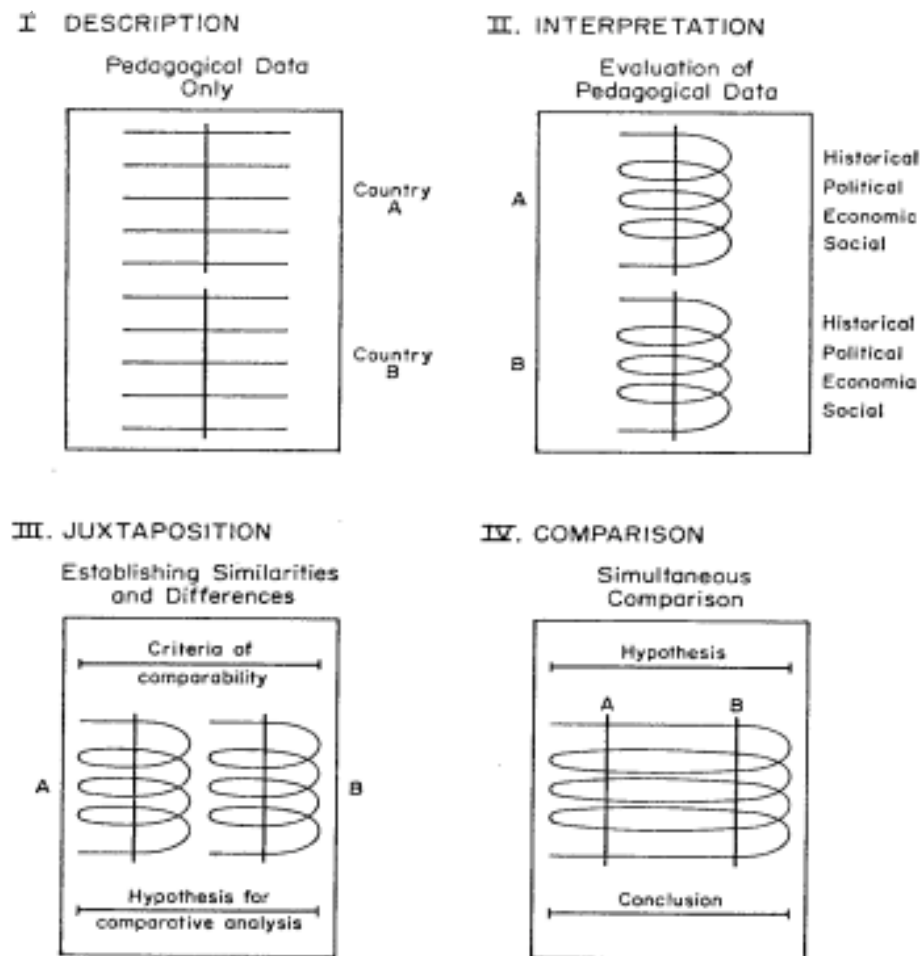 I DESCRIPTION
Pedagogical Data
Only
Country
A
Country
B
II. INTERPRETATION
Evaluation of
Pedagogical Data
A
Historical
Political
Economic
Social
B
Historical
Political
Economia
Social
III. JUXTAPOSITION
Establishing Similarities
and Differences
Criteria of
comparability
A
B
Hypothesis for
comparative analysis
IV. COMPARISON
Simultaneous
Comparison
Hypothesis
A
B
Conclusion